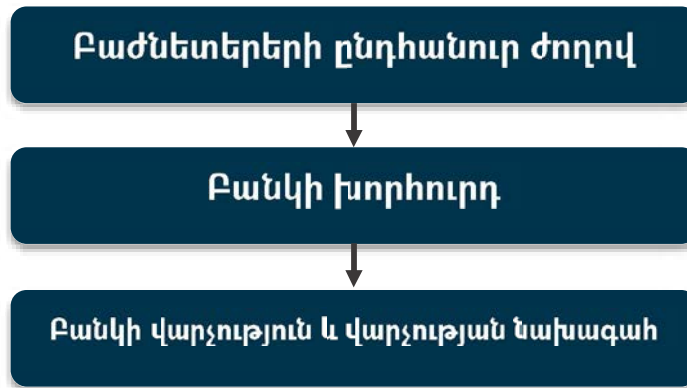 Բաժնետերերի ընդհանուր ժողով
Բանկի խորհուրդ
Բանկի վարչություն և վարչության նախագահ